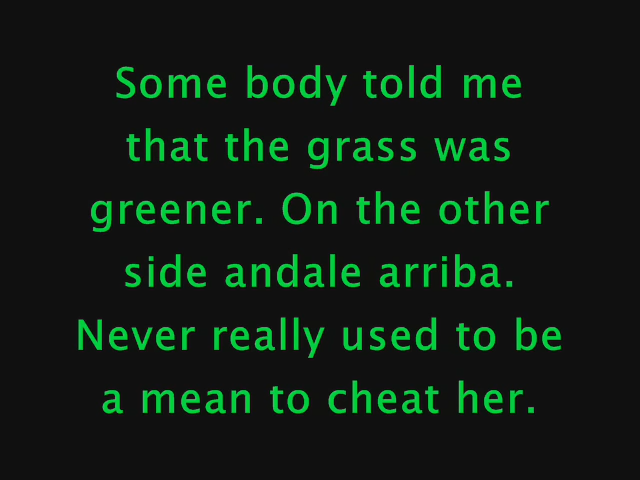 Some body told me
that the grass was
greener. On the other
side andale arriba.
Never really used to be
a mean to cheat her.